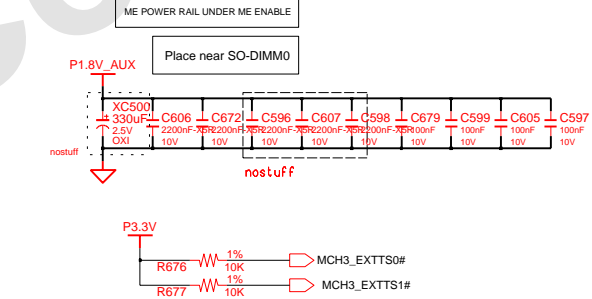 ME POWER RAIL UNDER ME ENABLE
Place near SO-DIMM0
P1.8V_AUX
XC500 C606 C672 C596 C607 C598 C679 C599 C605 C597
330uF 2200nF-X5R 2200nF-X5R 2200nF-X5R 2200nF-X5R 2200nF-X5R 100nF 100nF 100nF 100nF
2.5V 10V 10V 10V 10V 10V 10V 10V 10V 10V
OXI
nostuff
nostuff
P3.3V
R676 1% 10K MCH3_EXTTS0#
R677 1% 10K MCH3_EXTTS1#